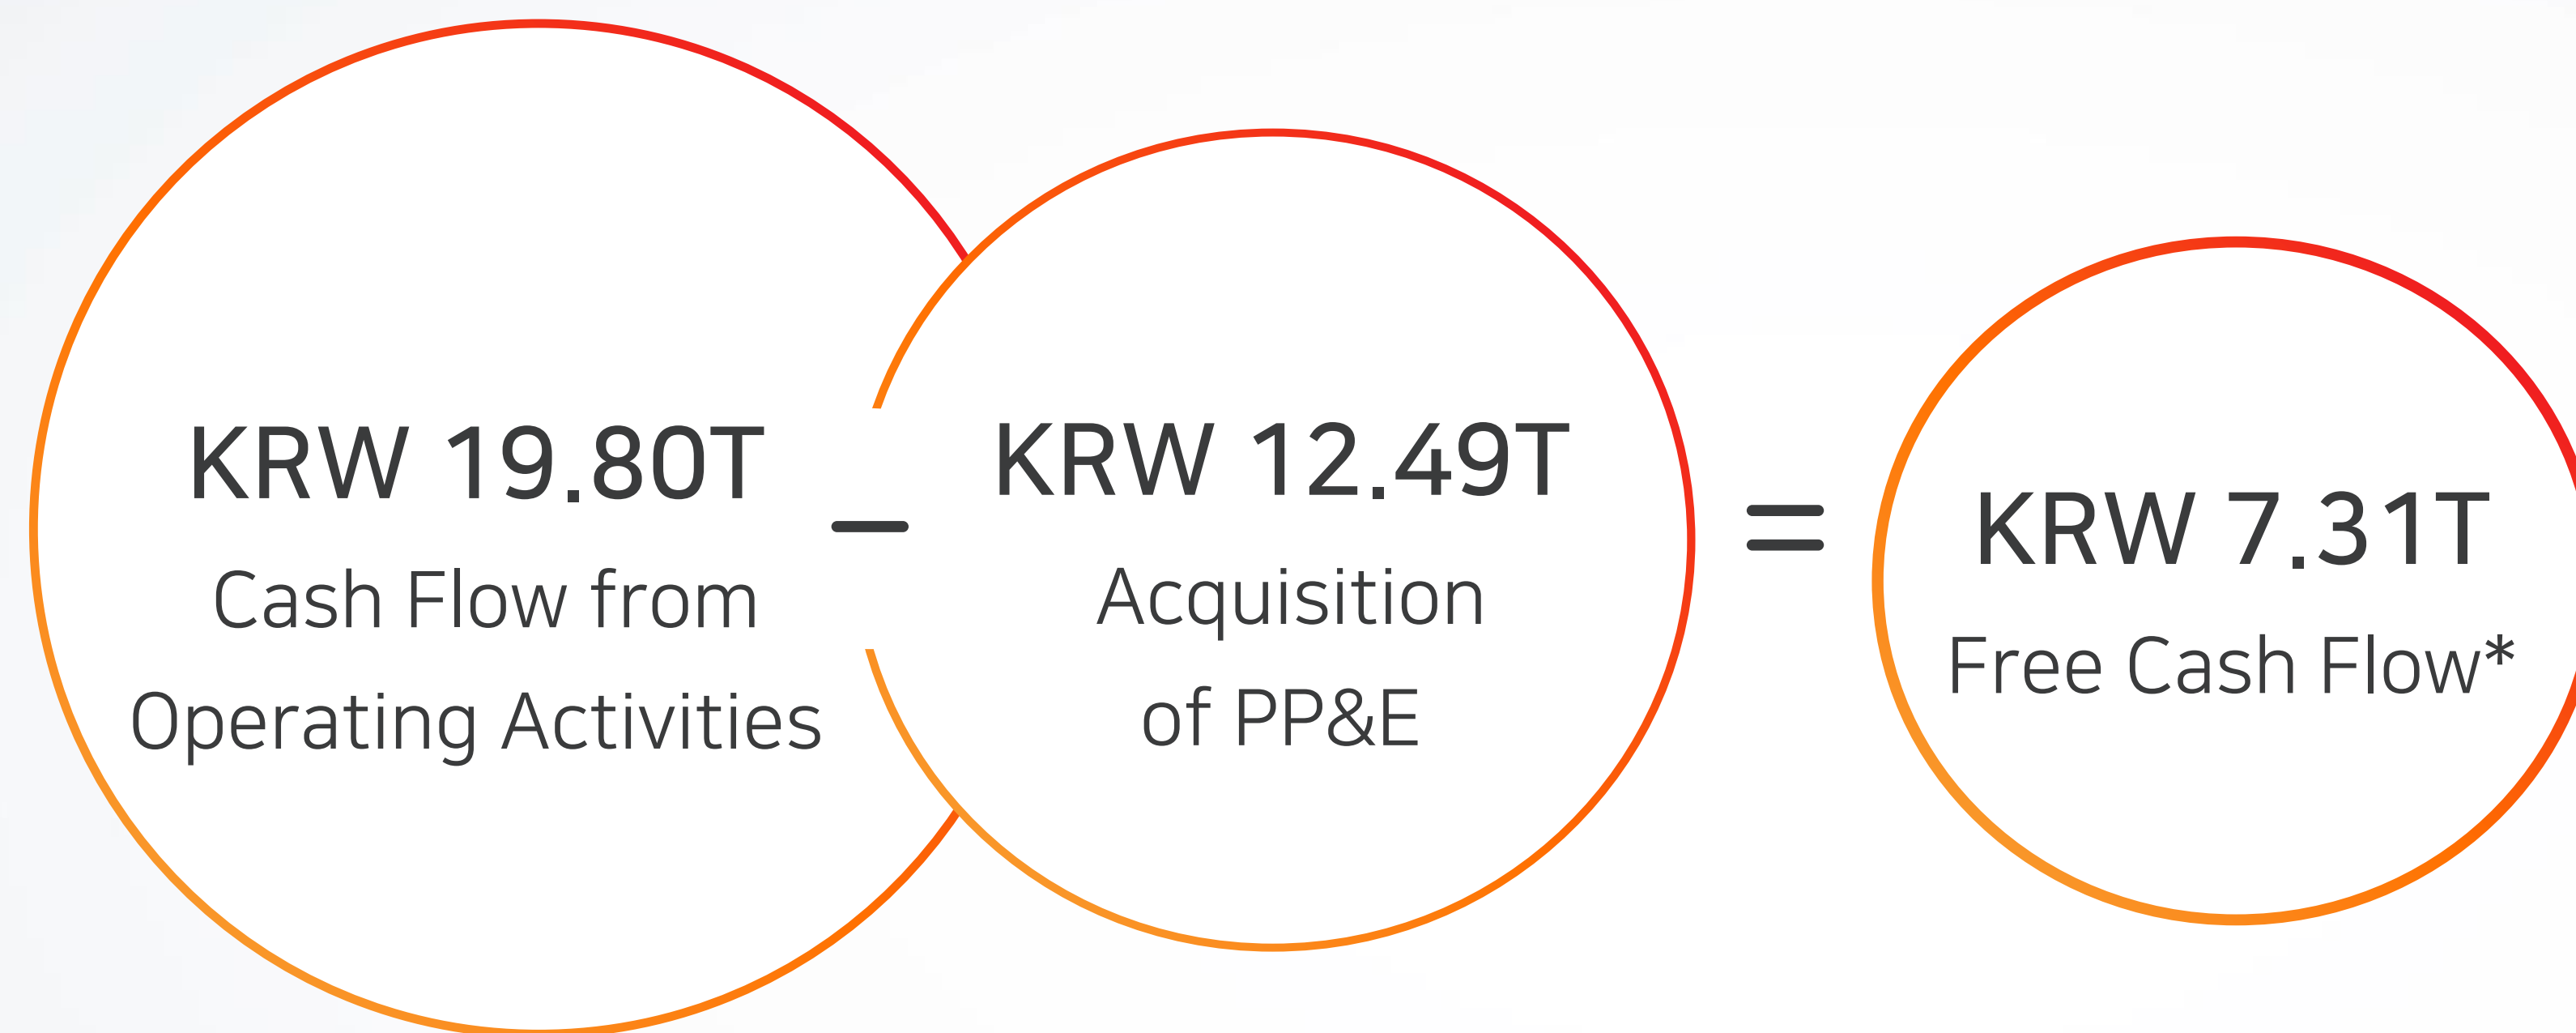 KRW 19.80T
Cash Flow from
Operating Activities
−
KRW 12.49T
Acquisition
of PP&E
=
KRW 7.31T
Free Cash Flow*